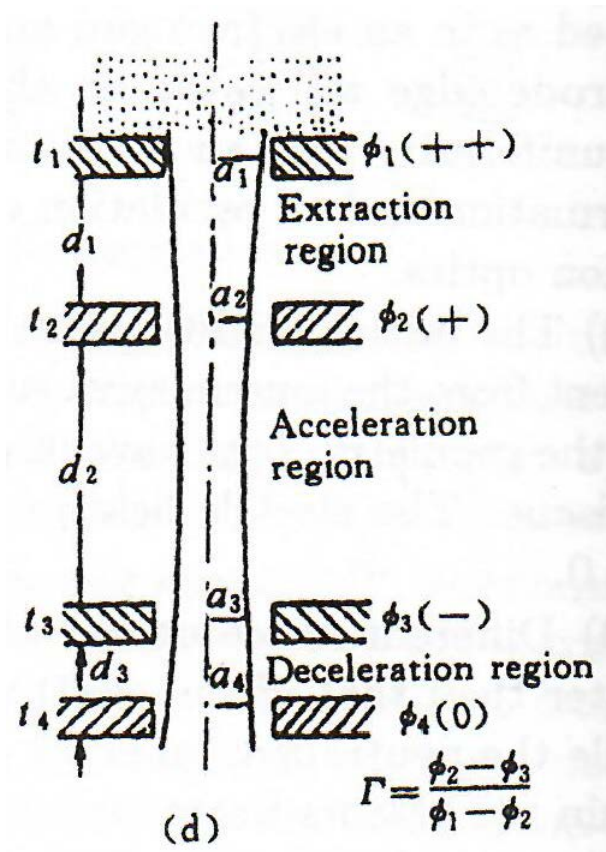 t₁ a₁ ϕ₁(++)
Extraction
region
d₁
t₂ a₂ ϕ₂(+)
Acceleration
region
d₂
t₃ a₃ ϕ₃(−)
d₃ Deceleration region
t₄ a₄ ϕ₄(0)
Γ = (ϕ₂−ϕ₃)/(ϕ₁−ϕ₂)
(d)